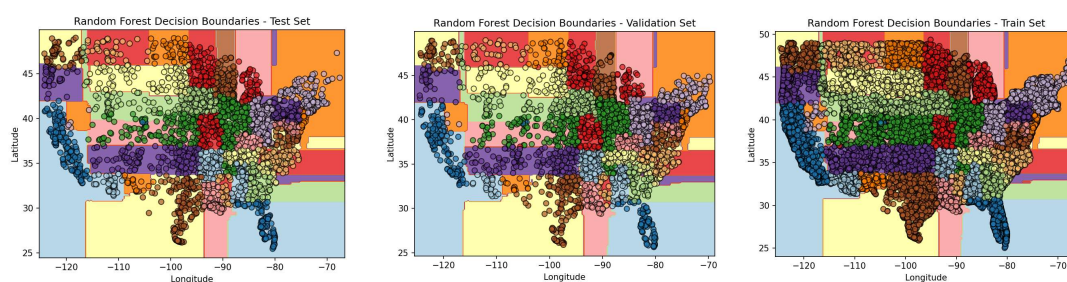 Random Forest Decision Boundaries - Test Set
Latitude
45
40
35
30
25
−120 −110 −100 −90 −80 −70
Longitude
Random Forest Decision Boundaries - Validation Set
Latitude
45
40
35
30
25
−120 −110 −100 −90 −80 −70
Longitude
Random Forest Decision Boundaries - Train Set
Latitude
50
45
40
35
30
25
−120 −110 −100 −90 −80 −70
Longitude